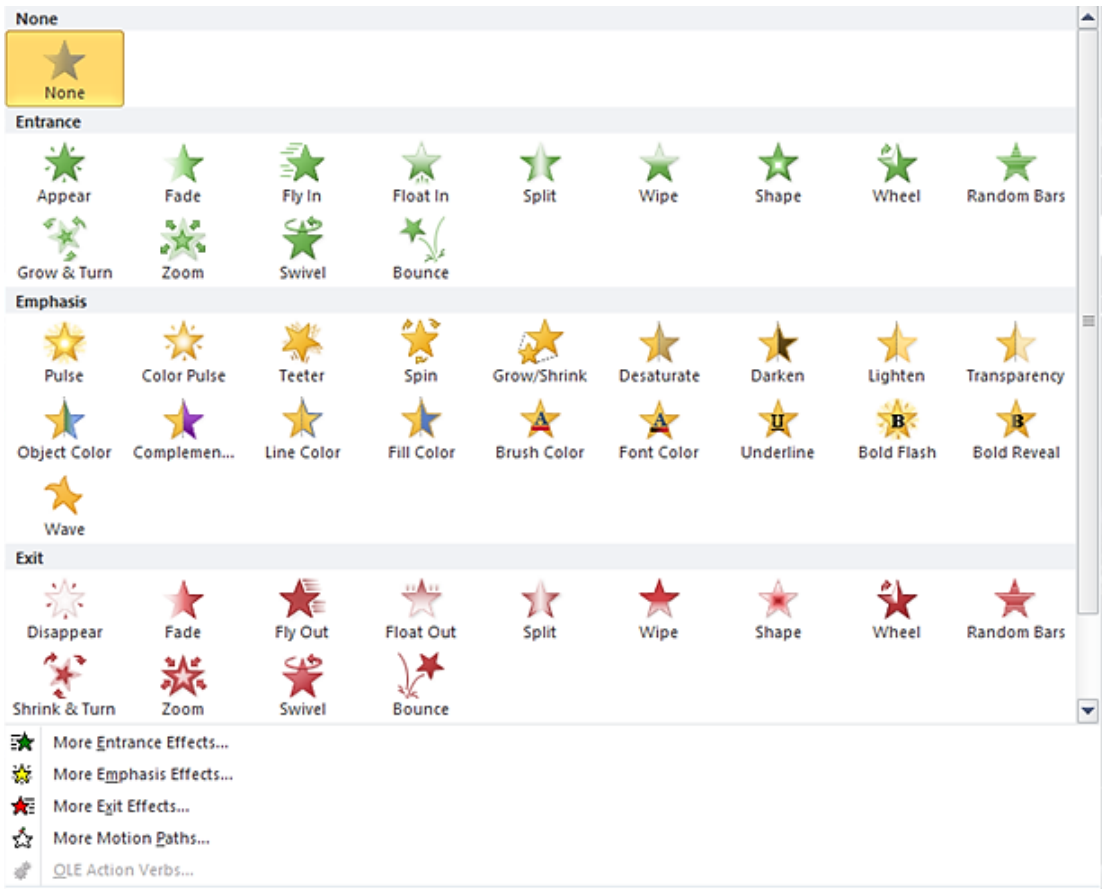 None
None
Entrance
Appear Fade Fly In Float In Split Wipe Shape Wheel Random Bars
Grow & Turn Zoom Swivel Bounce
Emphasis
Pulse Color Pulse Teeter Spin Grow/Shrink Desaturate Darken Lighten Transparency
Object Color Complemen... Line Color Fill Color Brush Color Font Color Underline Bold Flash Bold Reveal
Wave
Exit
Disappear Fade Fly Out Float Out Split Wipe Shape Wheel Random Bars
Shrink & Turn Zoom Swivel Bounce
More Entrance Effects...
More Emphasis Effects...
More Exit Effects...
More Motion Paths...
OLE Action Verbs...